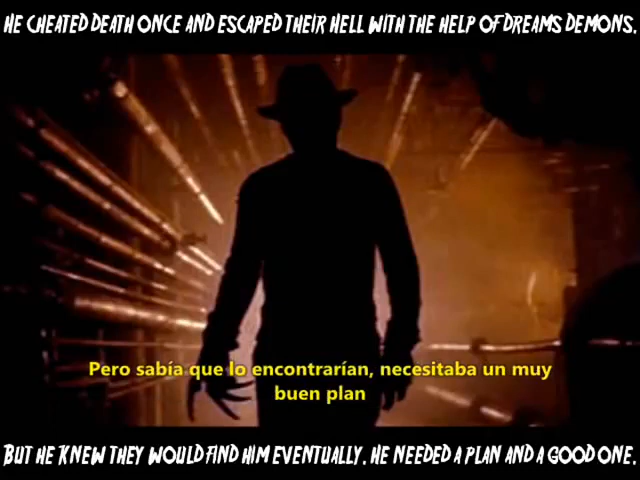 HE CHEATED DEATH ONCE AND ESCAPED THEIR HELL WITH THE HELP OF DREAMS DEMONS.
Pero sabía que lo encontrarían, necesitaba un muy
buen plan
BUT HE KNEW THEY WOULD FIND HIM EVENTUALLY. HE NEEDED A PLAN AND A GOOD ONE.